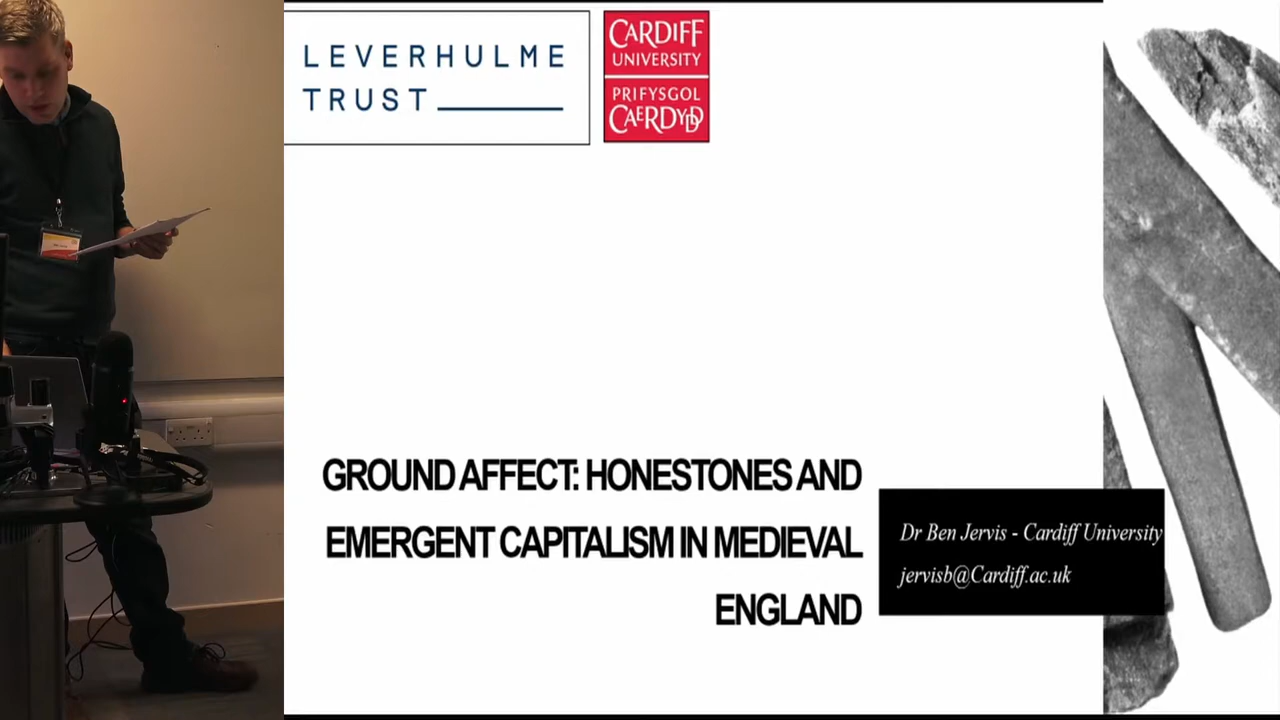 LEVERHULME
TRUST
CARDIFF
UNIVERSITY
PRIFYSGOL
CAERDYDD
GROUND AFFECT: HONESTONES AND
EMERGENT CAPITALISM IN MEDIEVAL
ENGLAND
Dr Ben Jervis - Cardiff University
jervisb@Cardiff.ac.uk